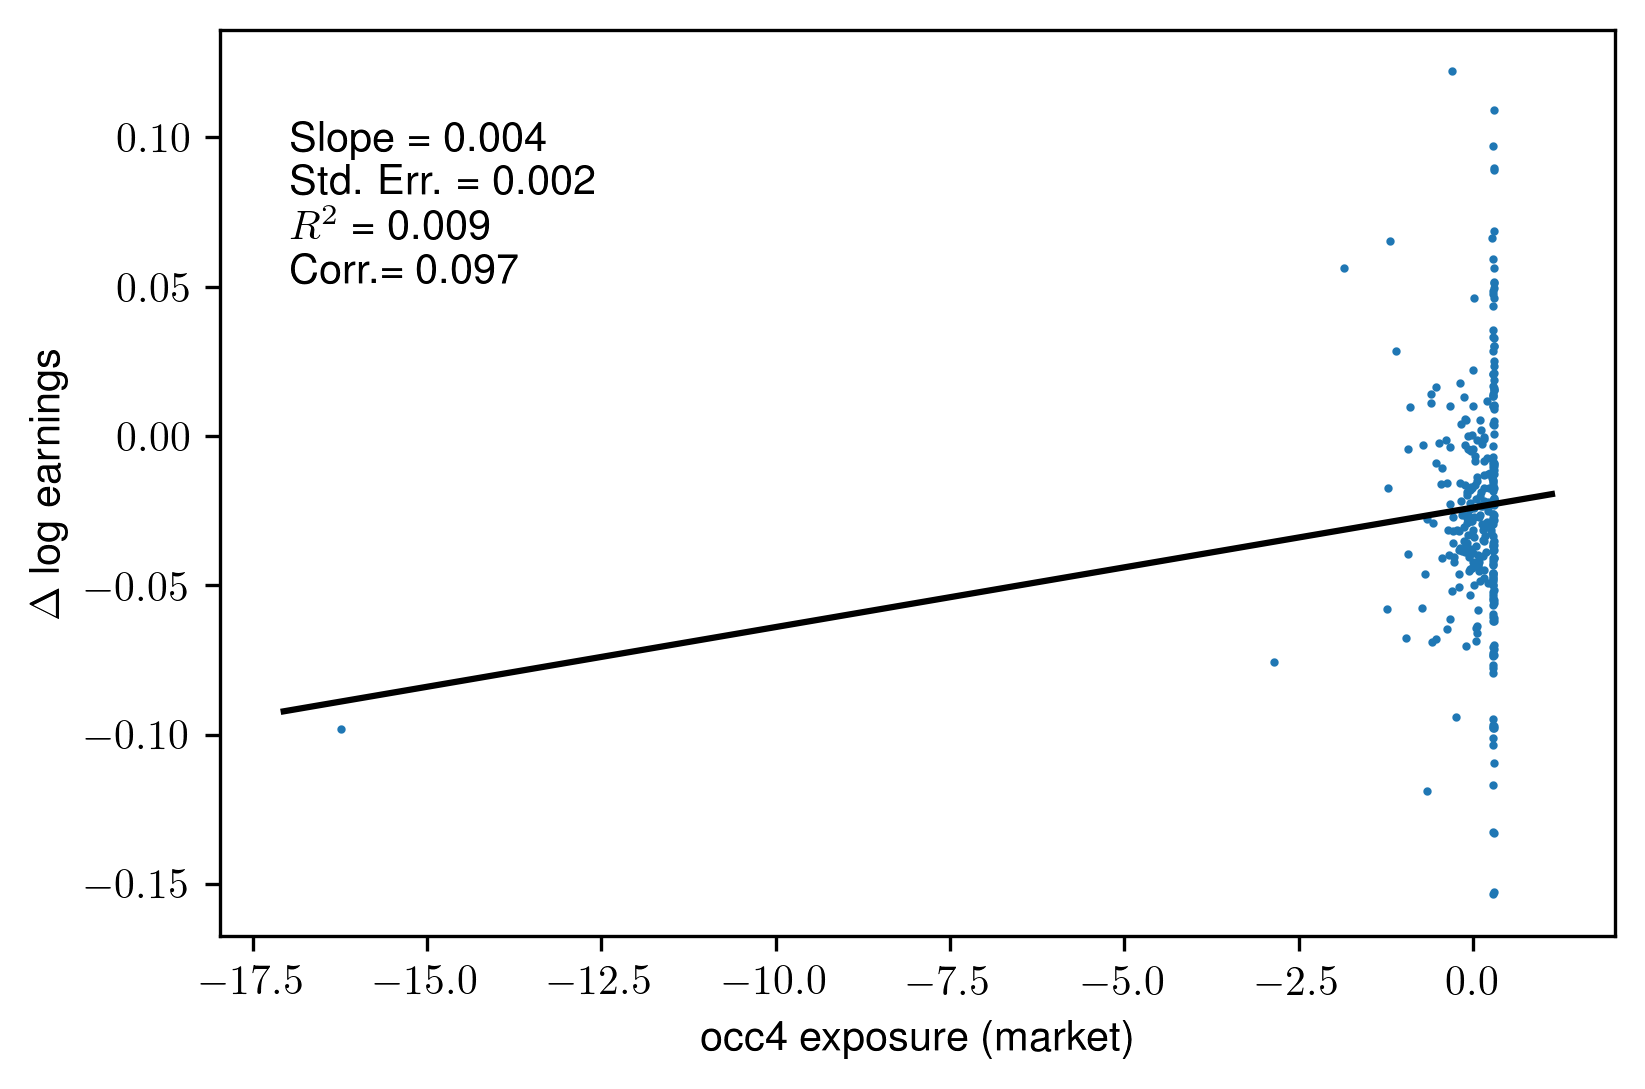 Slope = 0.004
Std. Err. = 0.002
R² = 0.009
Corr.= 0.097
0.10
0.05
0.00
−0.05
−0.10
−0.15
Δ log earnings
−17.5 −15.0 −12.5 −10.0 −7.5 −5.0 −2.5 0.0
occ4 exposure (market)